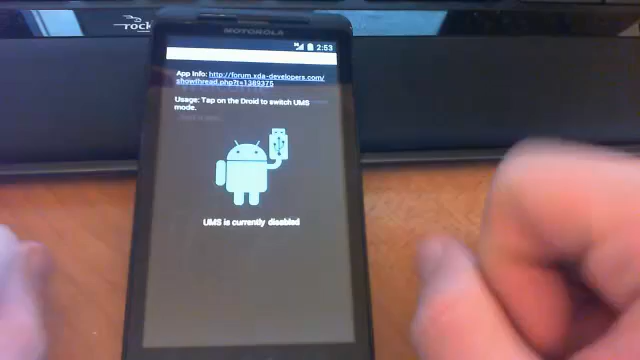 rock
MOTOROLA
2:53
App Info: http://forum.xda-developers.com/
showthread.php?t=1389375
Usage: Tap on the Droid to switch UMS
mode.
UMS is currently disabled